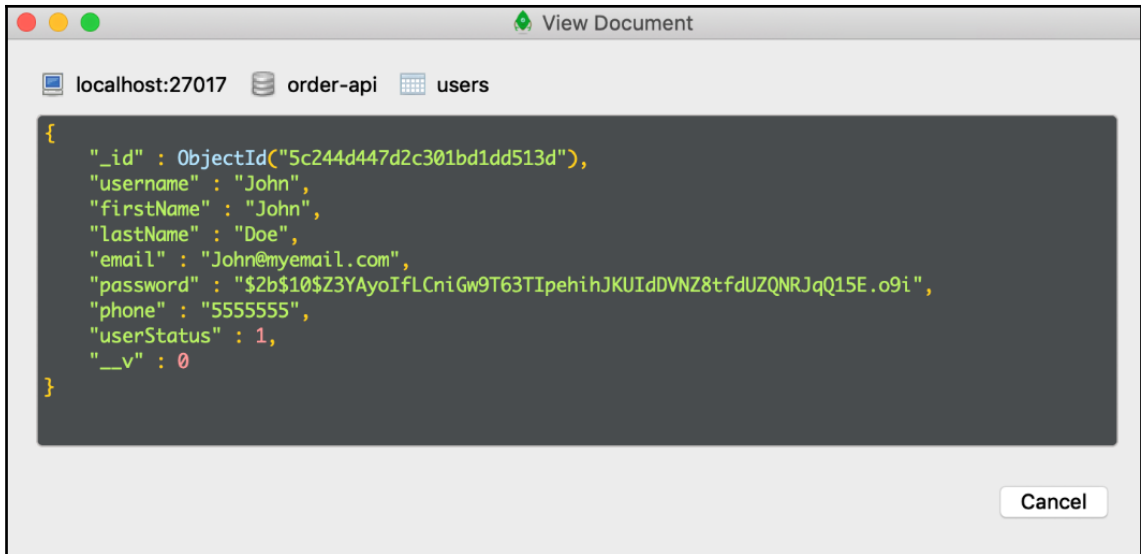 View Document
localhost:27017 order-api users
{
"_id" : ObjectId("5c244d447d2c301bd1dd513d"),
"username" : "John",
"firstName" : "John",
"lastName" : "Doe",
"email" : "John@myemail.com",
"password" : "$2b$10$Z3YAyoIfLCniGw9T63TIpehihJKUIdDVNZ8tfdUZQNRJqQ15E.o9i",
"phone" : "5555555",
"userStatus" : 1,
"__v" : 0
}
Cancel